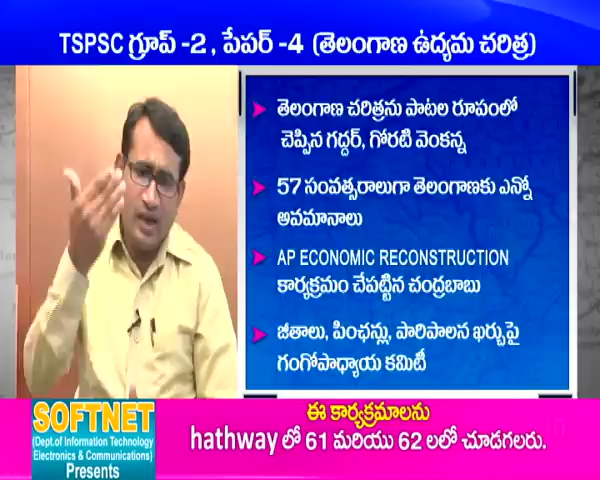 TSPSC గ్రూప్ -2 , పేపర్ -4 (తెలంగాణ ఉద్యమ చరిత్ర)
తెలంగాణ చరిత్రను పాటల రూపంలో
చెప్పిన గద్దర్, గోరటి వెంకన్న
57 సంవత్సరాలుగా తెలంగాణకు ఎన్నో
అవమానాలు
AP ECONOMIC RECONSTRUCTION
కార్యక్రమం చేపట్టిన చంద్రబాబు
జీతాలు, పింఛన్లు, పారిపాలన ఖర్చుపై
గంగోపాధ్యాయ కమిటీ
SOFTNET
(Dept.of Information Technology
Electronics & Communications)
Presents
ఈ కార్యక్రమాలను
hathway లో 61 మరియు 62 లలో చూడగలరు.